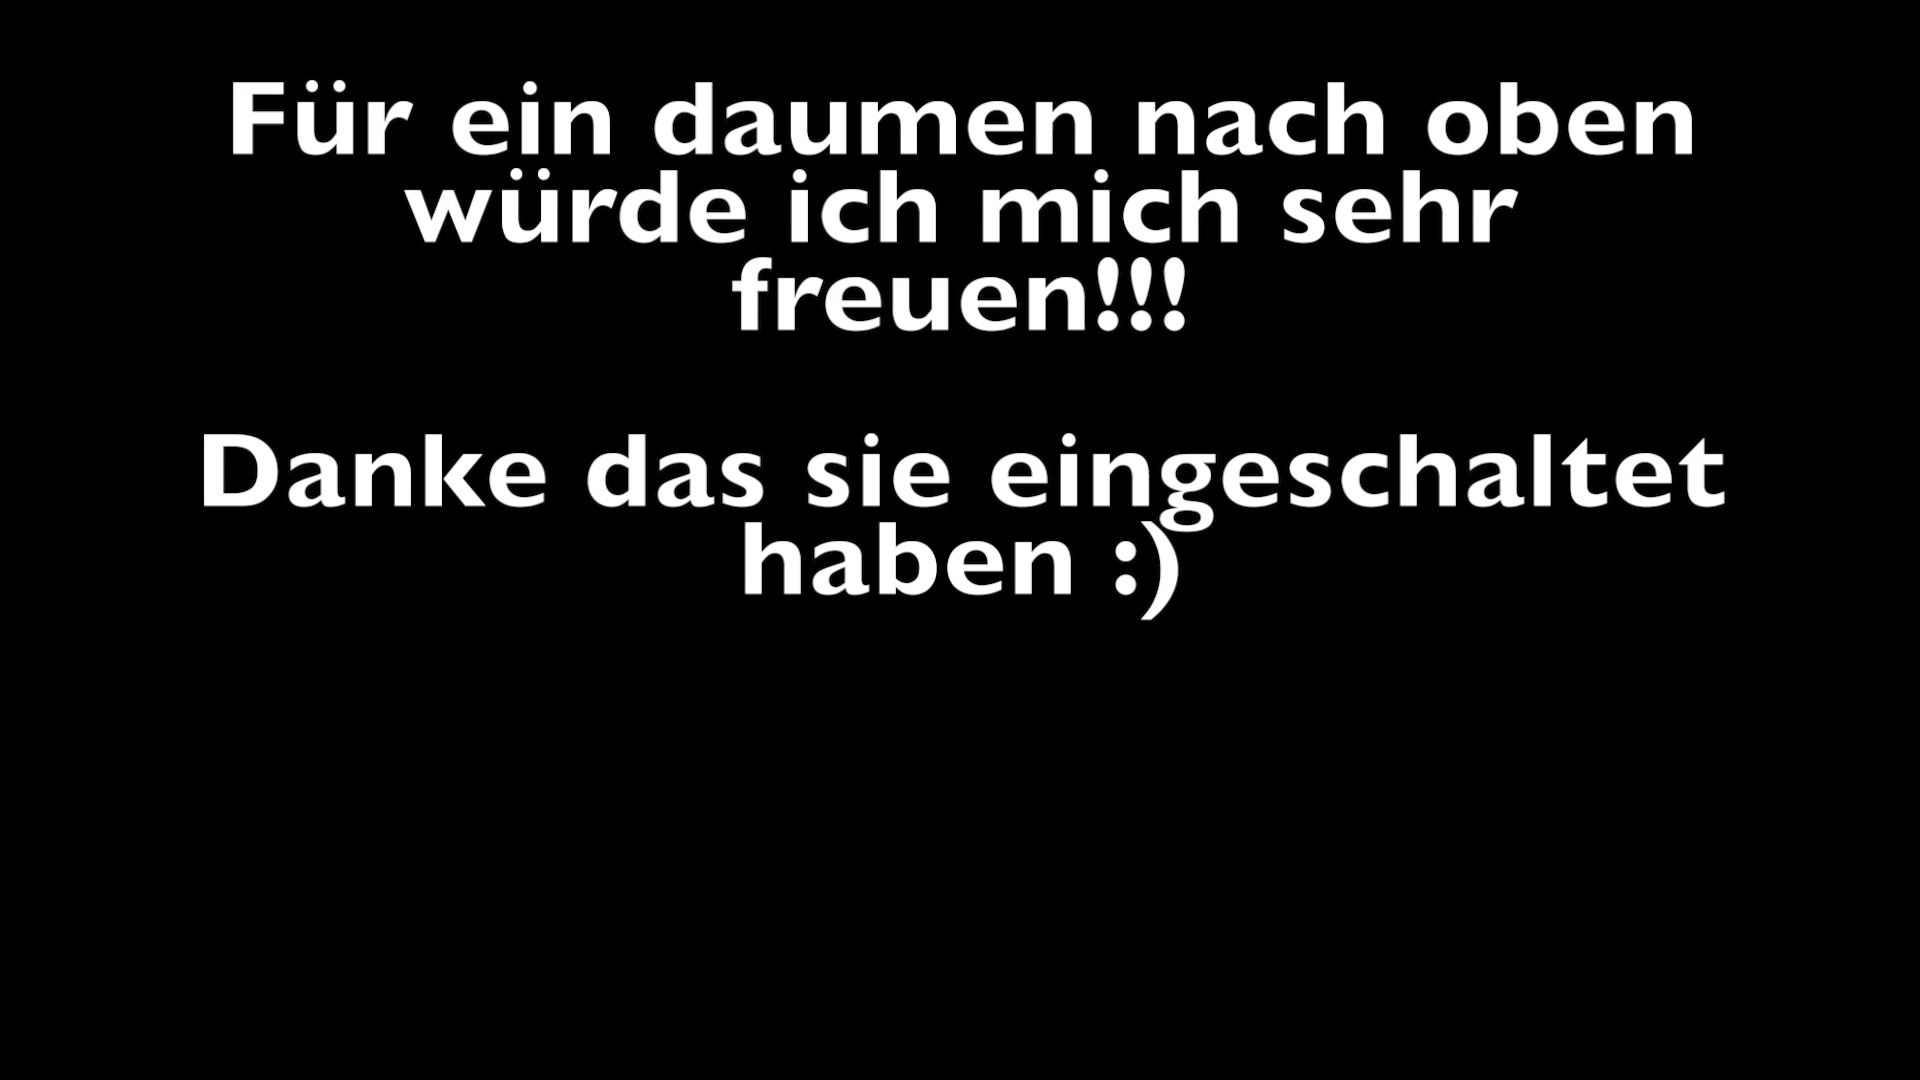 Für ein daumen nach oben
würde ich mich sehr
freuen!!!
Danke das sie eingeschaltet
haben :)